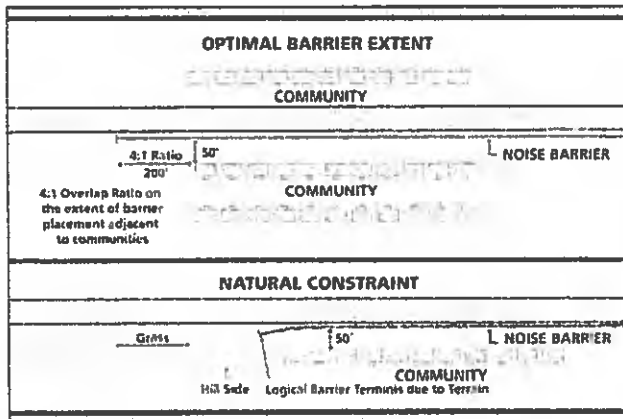 OPTIMAL BARRIER EXTENT
COMMUNITY
4:1 Ratio
200'
50'
NOISE BARRIER
COMMUNITY
4:1 Overlap Ratio on
the extent of barrier
placement adjacent
to communities
NATURAL CONSTRAINT
50'
NOISE BARRIER
COMMUNITY
Hill Side
Logical Barrier Terminis due to Terrain